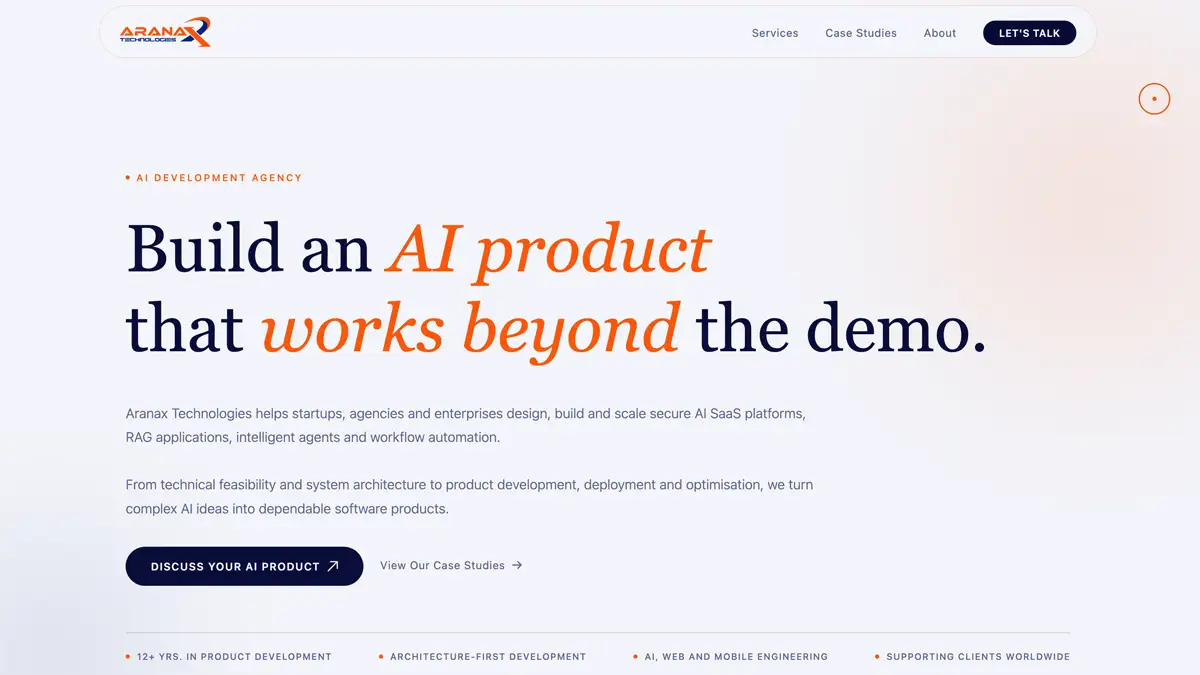 ARANAX
TECHNOLOGIES
Services
Case Studies
About
LET'S TALK
AI DEVELOPMENT AGENCY
Build an AI product
that works beyond the demo.
Aranax Technologies helps startups, agencies and enterprises design, build and scale secure AI SaaS platforms,
RAG applications, intelligent agents and workflow automation.
From technical feasibility and system architecture to product development, deployment and optimisation, we turn
complex AI ideas into dependable software products.
DISCUSS YOUR AI PRODUCT
View Our Case Studies →
12+ YRS. IN PRODUCT DEVELOPMENT
ARCHITECTURE-FIRST DEVELOPMENT
AI, WEB AND MOBILE ENGINEERING
SUPPORTING CLIENTS WORLDWIDE